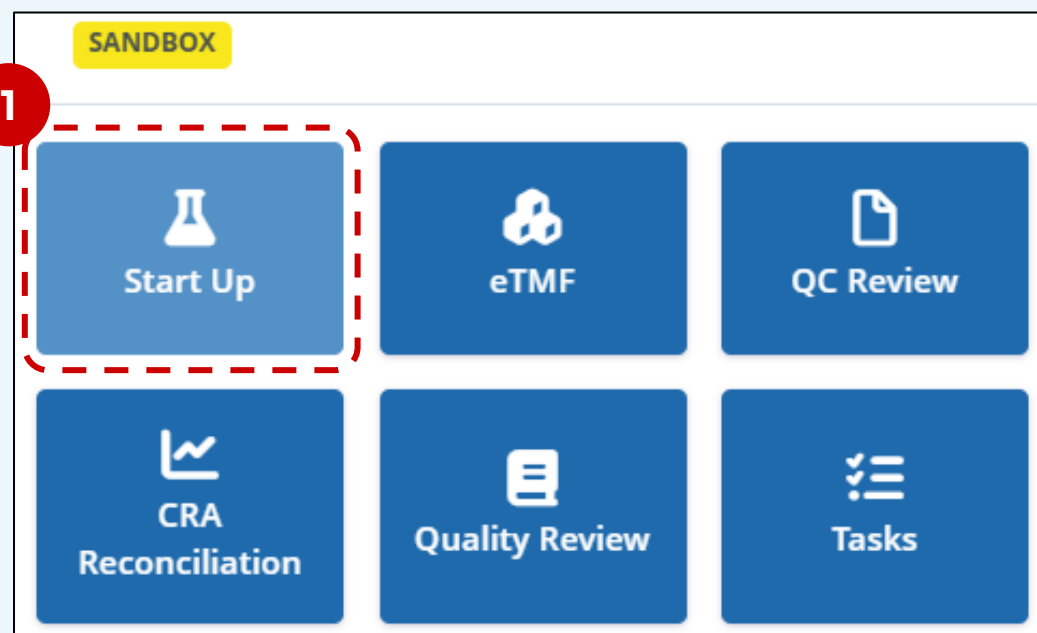 SANDBOX
1
Start Up
eTMF
QC Review
CRA
Reconciliation
Quality Review
Tasks